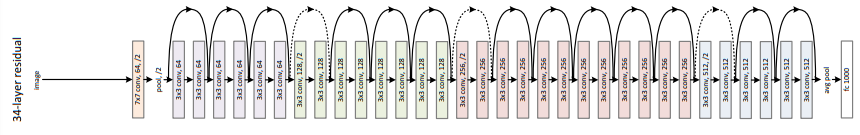 34-layer residual
image
7x7 conv, 64, /2
pool, /2
3x3 conv, 64
3x3 conv, 64
3x3 conv, 64
3x3 conv, 64
3x3 conv, 64
3x3 conv, 64
3x3 conv, 128, /2
3x3 conv, 128
3x3 conv, 128
3x3 conv, 128
3x3 conv, 128
3x3 conv, 128
3x3 conv, 128
3x3 conv, 128
3x3 conv, 256, /2
3x3 conv, 256
3x3 conv, 256
3x3 conv, 256
3x3 conv, 256
3x3 conv, 256
3x3 conv, 256
3x3 conv, 256
3x3 conv, 256
3x3 conv, 256
3x3 conv, 256
3x3 conv, 256
3x3 conv, 512, /2
3x3 conv, 512
3x3 conv, 512
3x3 conv, 512
3x3 conv, 512
3x3 conv, 512
avg pool
fc 1000